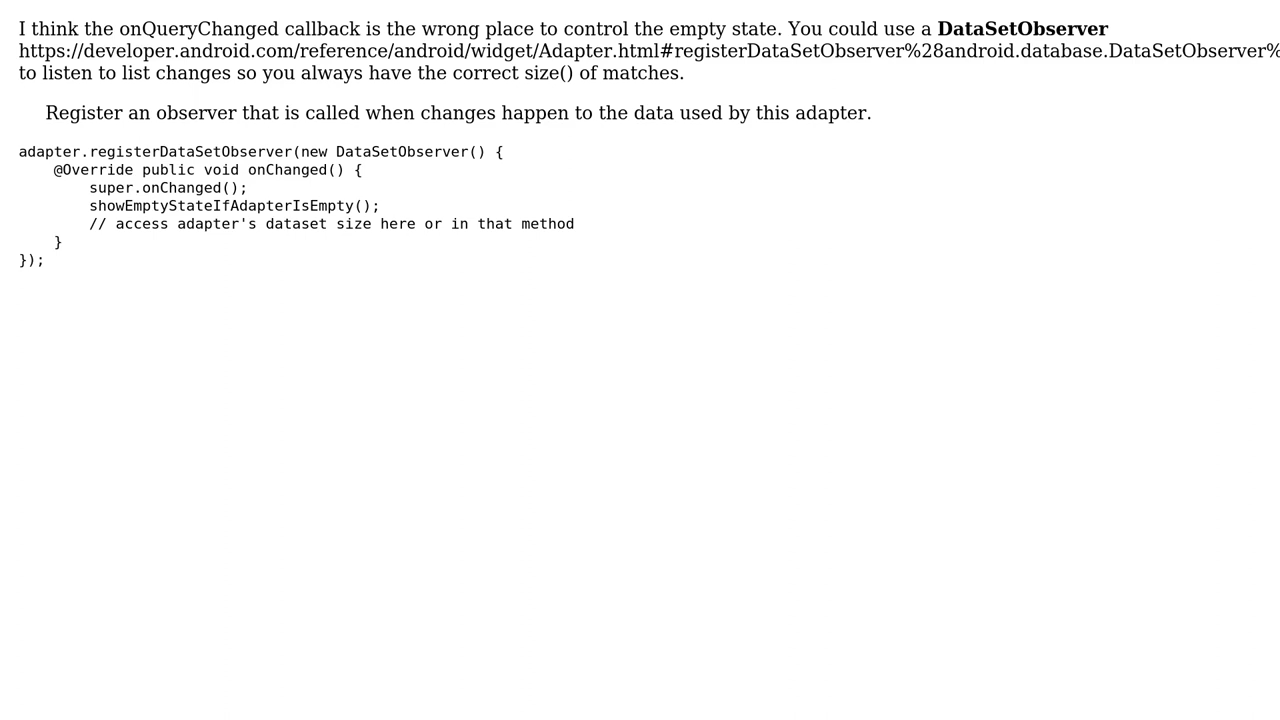 I think the onQueryChanged callback is the wrong place to control the empty state. You could use a DataSetObserver
https://developer.android.com/reference/android/widget/Adapter.html#registerDataSetObserver%28android.database.DataSetObserver%
to listen to list changes so you always have the correct size() of matches.
Register an observer that is called when changes happen to the data used by this adapter.
adapter.registerDataSetObserver(new DataSetObserver() {
    @Override public void onChanged() {
        super.onChanged();
        showEmptyStateIfAdapterIsEmpty();
        // access adapter's dataset size here or in that method
    }
});